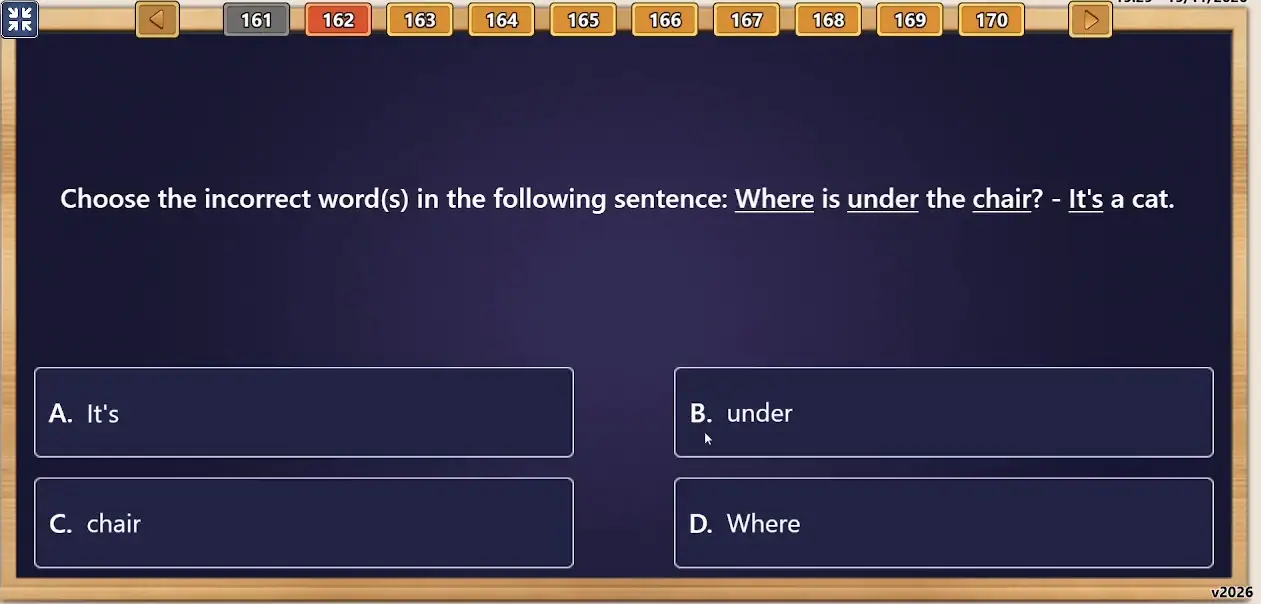 161 162 163 164 165 166 167 168 169 170
Choose the incorrect word(s) in the following sentence: Where is under the chair? - It's a cat.
A. It's
B. under
C. chair
D. Where
v2026